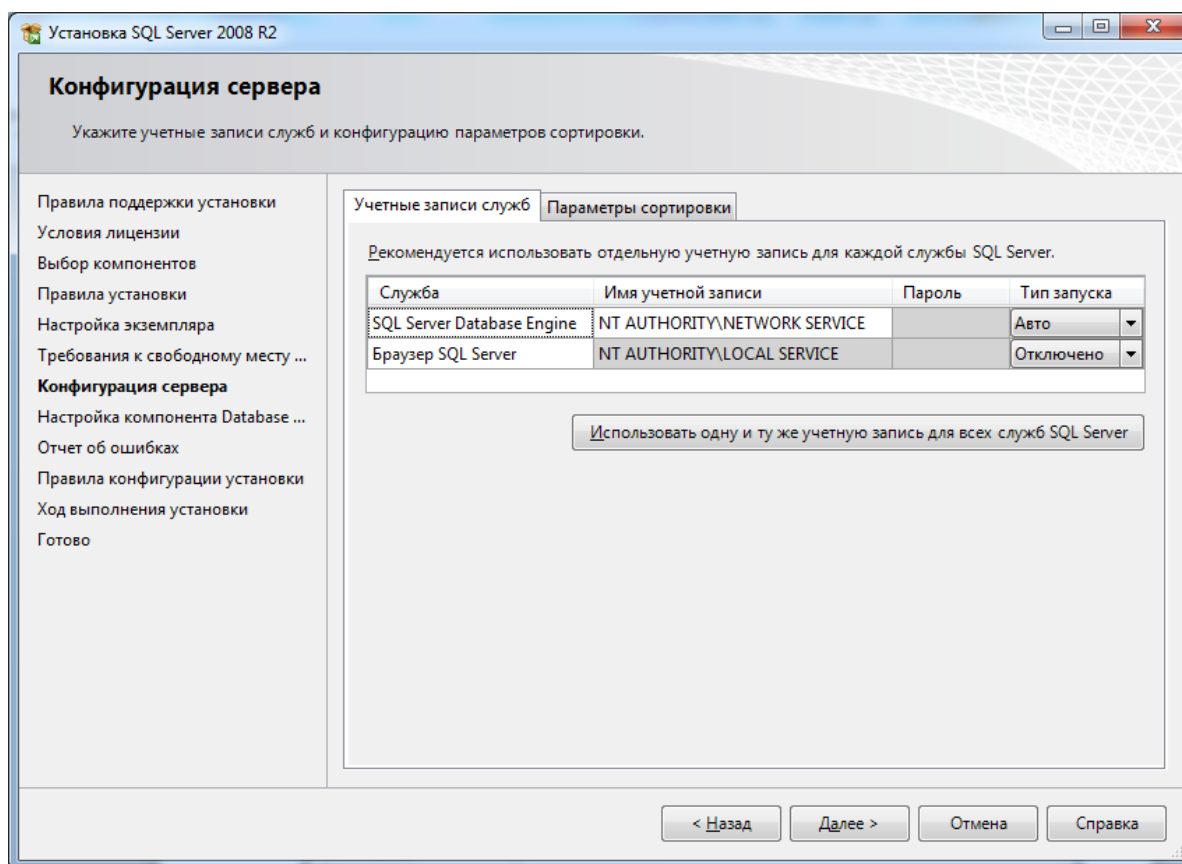 Установка SQL Server 2008 R2
Конфигурация сервера
Укажите учетные записи служб и конфигурацию параметров сортировки.
Правила поддержки установки
Условия лицензии
Выбор компонентов
Правила установки
Настройка экземпляра
Требования к свободному месту ...
Конфигурация сервера
Настройка компонента Database ...
Отчет об ошибках
Правила конфигурации установки
Ход выполнения установки
Готово
Учетные записи служб Параметры сортировки
Рекомендуется использовать отдельную учетную запись для каждой службы SQL Server.
Служба Имя учетной записи Пароль Тип запуска
SQL Server Database Engine NT AUTHORITY\NETWORK SERVICE Авто
Браузер SQL Server NT AUTHORITY\LOCAL SERVICE Отключено
Использовать одну и ту же учетную запись для всех служб SQL Server
< Назад Далее > Отмена Справка